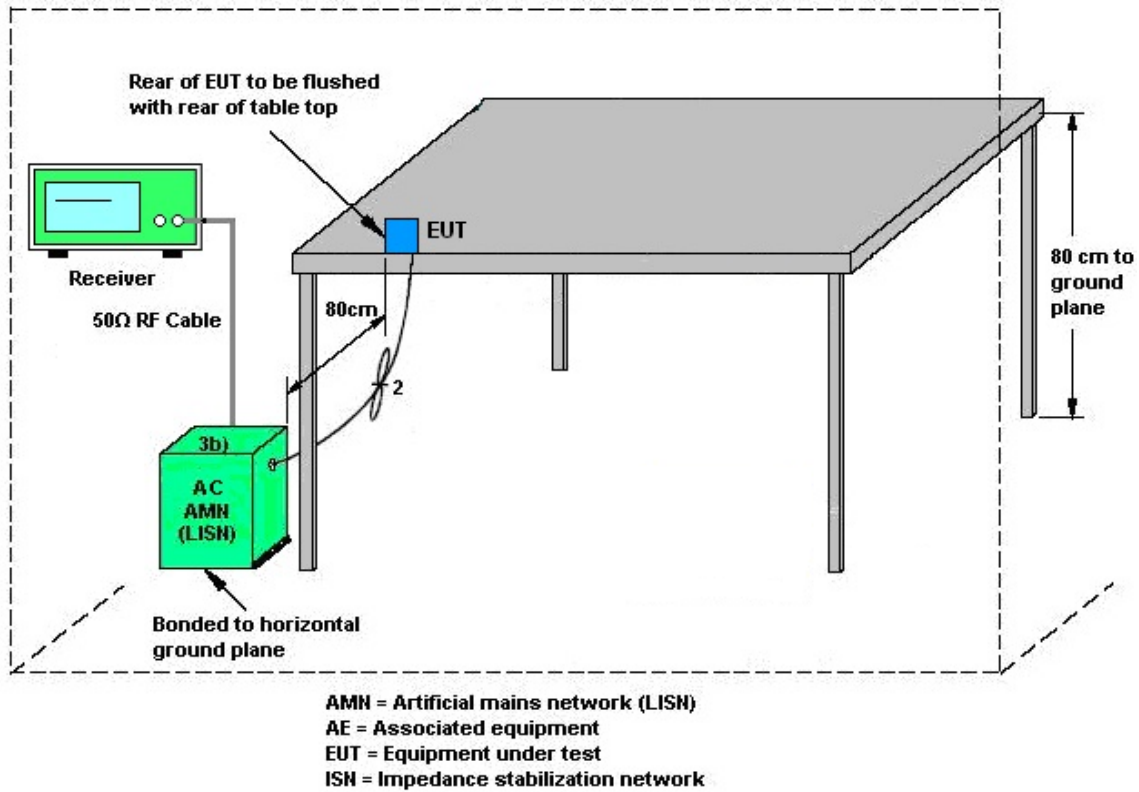 Rear of EUT to be flushed
with rear of table top
EUT
Receiver
50Ω RF Cable
80cm
80 cm to
ground
plane
2
3b)
AC
AMN
(LISN)
Bonded to horizontal
ground plane
AMN = Artificial mains network (LISN)
AE = Associated equipment
EUT = Equipment under test
ISN = Impedance stabilization network